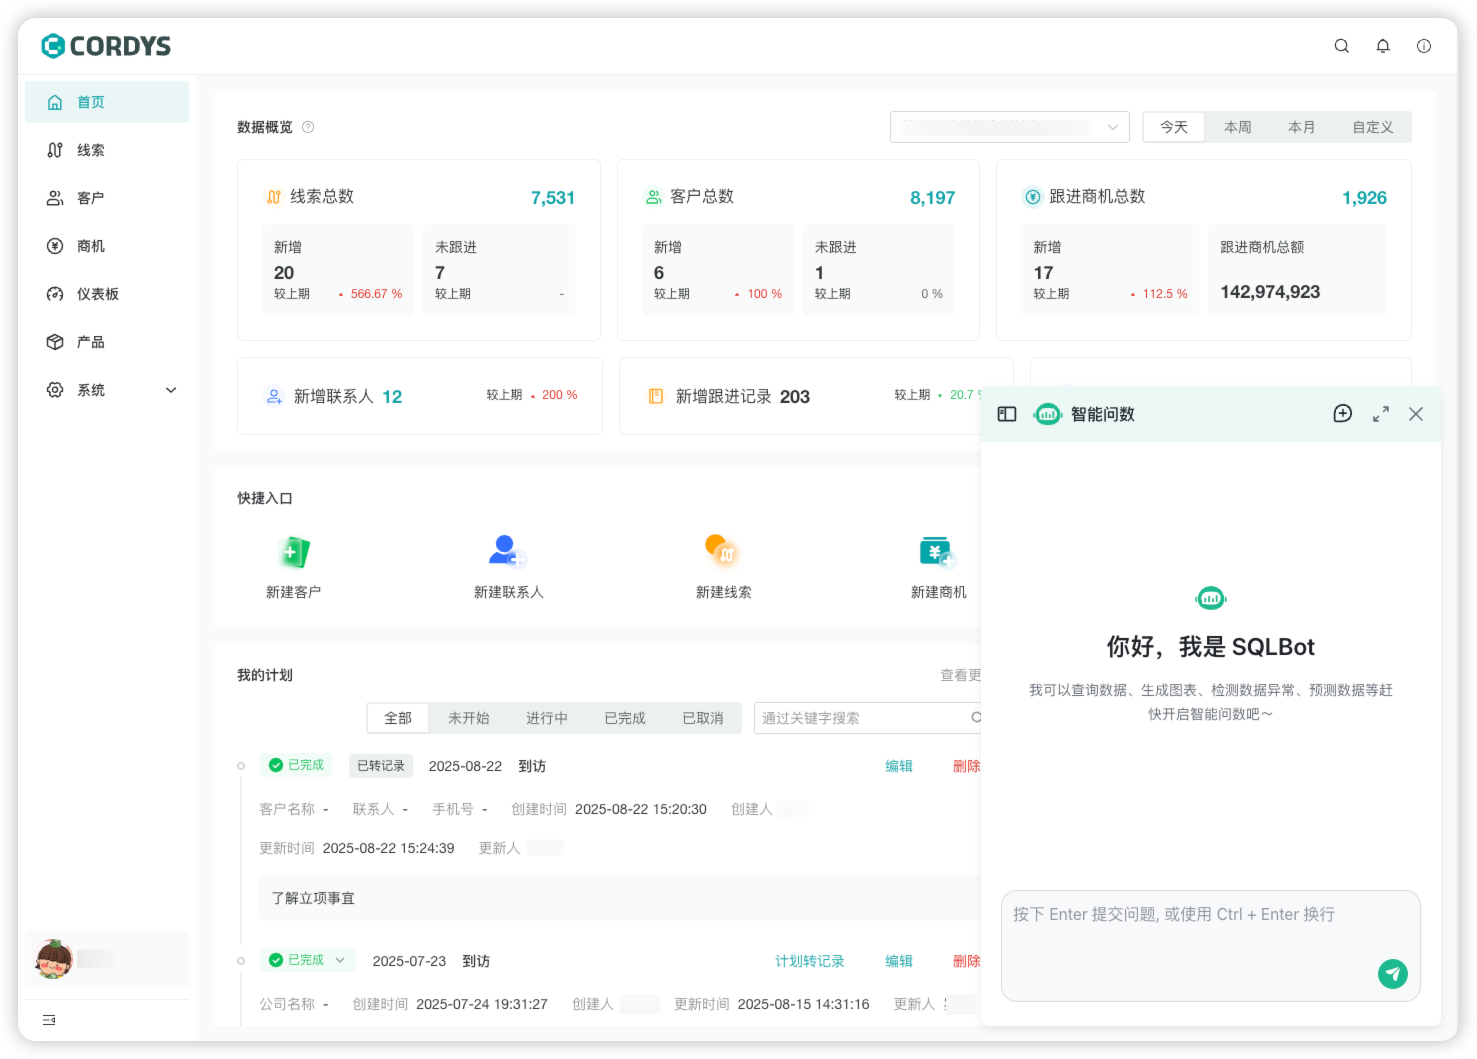 CORDYS
首页
线索
客户
商机
仪表板
产品
系统
数据概览
今天 本周 本月 自定义
线索总数 7,531
新增 未跟进
20 7
较上期 566.67 % 较上期 -
客户总数 8,197
新增 未跟进
6 1
较上期 100 % 较上期 0 %
跟进商机总数 1,926
新增 跟进商机总额
17 142,974,923
较上期 112.5 %
新增联系人 12 较上期 200 %
新增跟进记录 203 较上期 20.7
快捷入口
新建客户 新建联系人 新建线索 新建商机
我的计划 查看更
全部 未开始 进行中 已完成 已取消 通过关键字搜索
已完成 已转记录 2025-08-22 到访 编辑 删除
客户名称 - 联系人 - 手机号 - 创建时间 2025-08-22 15:20:30 创建人
更新时间 2025-08-22 15:24:39 更新人
了解立项事宜
已完成 2025-07-23 到访 计划转记录 编辑 删除
公司名称 - 创建时间 2025-07-24 19:31:27 创建人 更新时间 2025-08-15 14:31:16 更新人
智能问数
你好，我是 SQLBot
我可以查询数据、生成图表、检测数据异常、预测数据等赶
快开启智能问数吧～
按下 Enter 提交问题, 或使用 Ctrl + Enter 换行